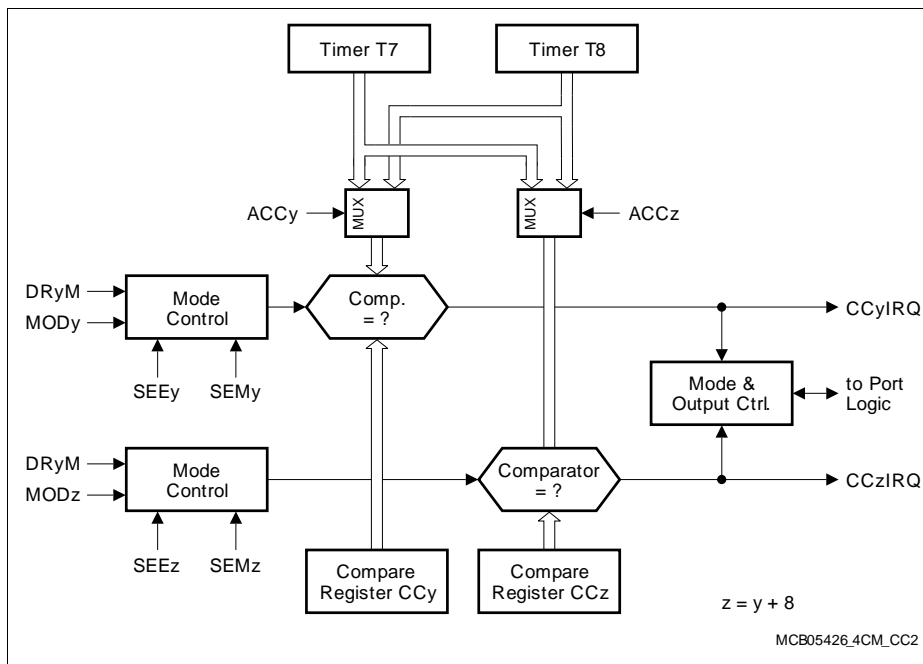 Timer T7
Timer T8
ACCy
MUX
MUX
ACCz
DRyM
MODy
Mode
Control
Comp.
= ?
CCyIRQ
SEEy
SEMy
Mode &
Output Ctrl.
to Port
Logic
DRyM
MODz
Mode
Control
Comparator
= ?
CCzIRQ
SEEz
SEMz
Compare
Register CCy
Compare
Register CCz
z = y + 8
MCB05426_4CM_CC2